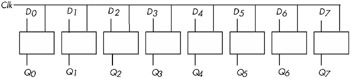 Clk
D0 D1 D2 D3 D4 D5 D6 D7
Q0 Q1 Q2 Q3 Q4 Q5 Q6 Q7